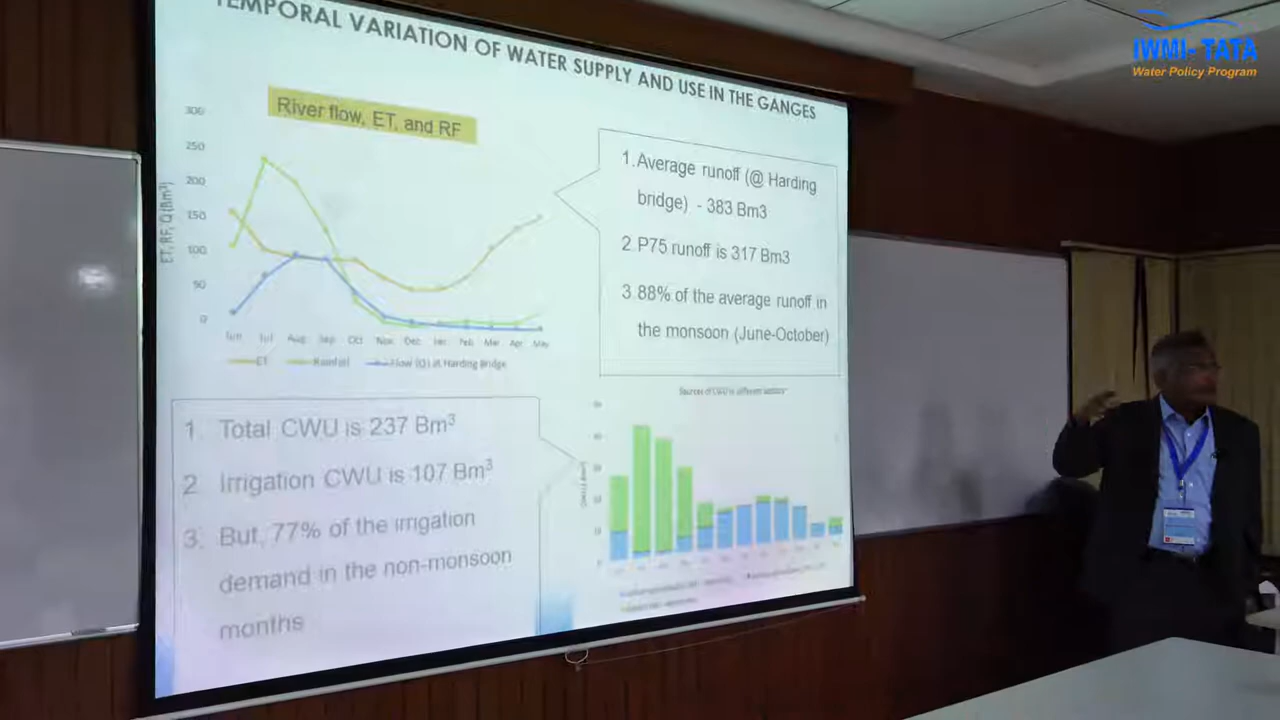 IWMI-TATA
Water Policy Program
TEMPORAL VARIATION OF WATER SUPPLY AND USE IN THE GANGES
River flow, ET, and RF
300
250
200
150
100
50
0
ET, RF, Q (Bm³)
Jun Jul Aug Sep Oct Nov Dec Jan Feb Mar Apr May
ET Rainfall Flow (Q) at Harding Bridge
1. Average runoff (@ Harding
bridge) - 383 Bm3
2. P75 runoff is 317 Bm3
3. 88% of the average runoff in
the monsoon (June-October)
1. Total CWU is 237 Bm³
2. Irrigation CWU is 107 Bm³
3. But, 77% of the irrigation
demand in the non-monsoon
months
Sources of CWU in different